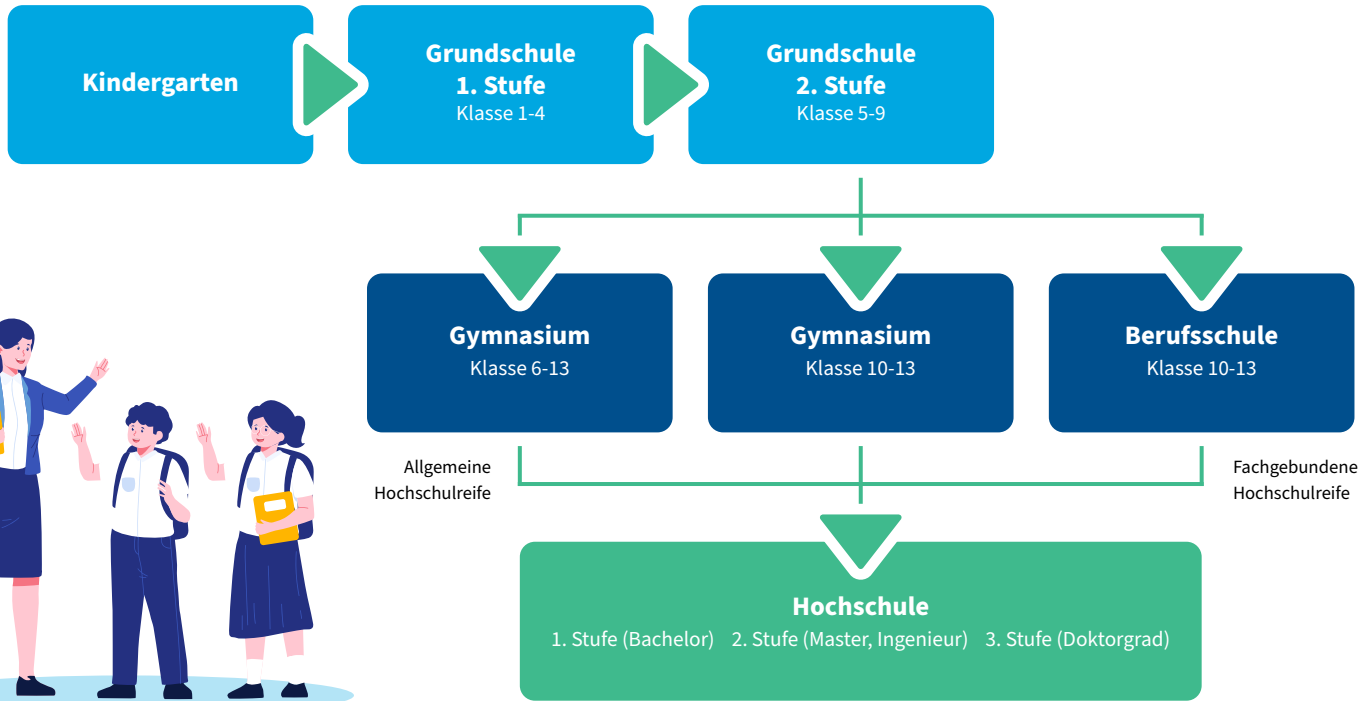 Kindergarten
Grundschule
1. Stufe
Klasse 1-4
Grundschule
2. Stufe
Klasse 5-9
Gymnasium
Klasse 6-13
Gymnasium
Klasse 10-13
Berufsschule
Klasse 10-13
Allgemeine
Hochschulreife
Fachgebundene
Hochschulreife
Hochschule
1. Stufe (Bachelor) 2. Stufe (Master, Ingenieur) 3. Stufe (Doktorgrad)